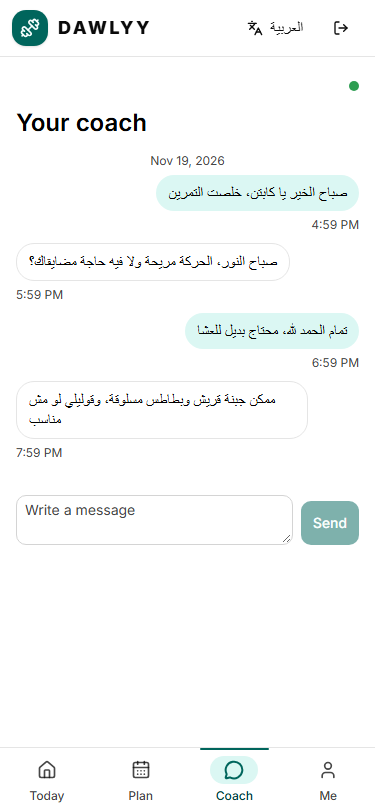 DAWLYY
العربية
Your coach
Nov 19, 2026
صباح الخير يا كابتن، خلصت التمرين
4:59 PM
صباح النور، الحركة مريحة ولا فيه حاجة مضايقاك؟
5:59 PM
تمام الحمد لله، محتاج بديل للعشا
6:59 PM
ممكن جبنة قريش وبطاطس مسلوقة، وقوليلي لو مش
مناسب
7:59 PM
Write a message
Send
Today
Plan
Coach
Me